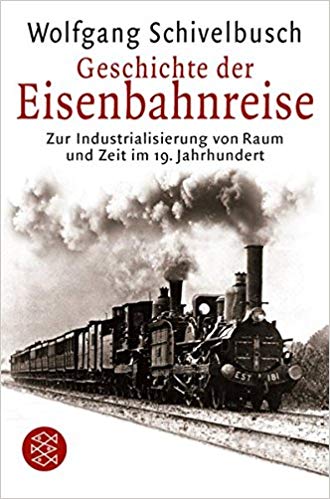 Wolfgang Schivelbusch
Geschichte der
Eisenbahnreise
Zur Industrialisierung von Raum
und Zeit im 19. Jahrhundert
EST 181